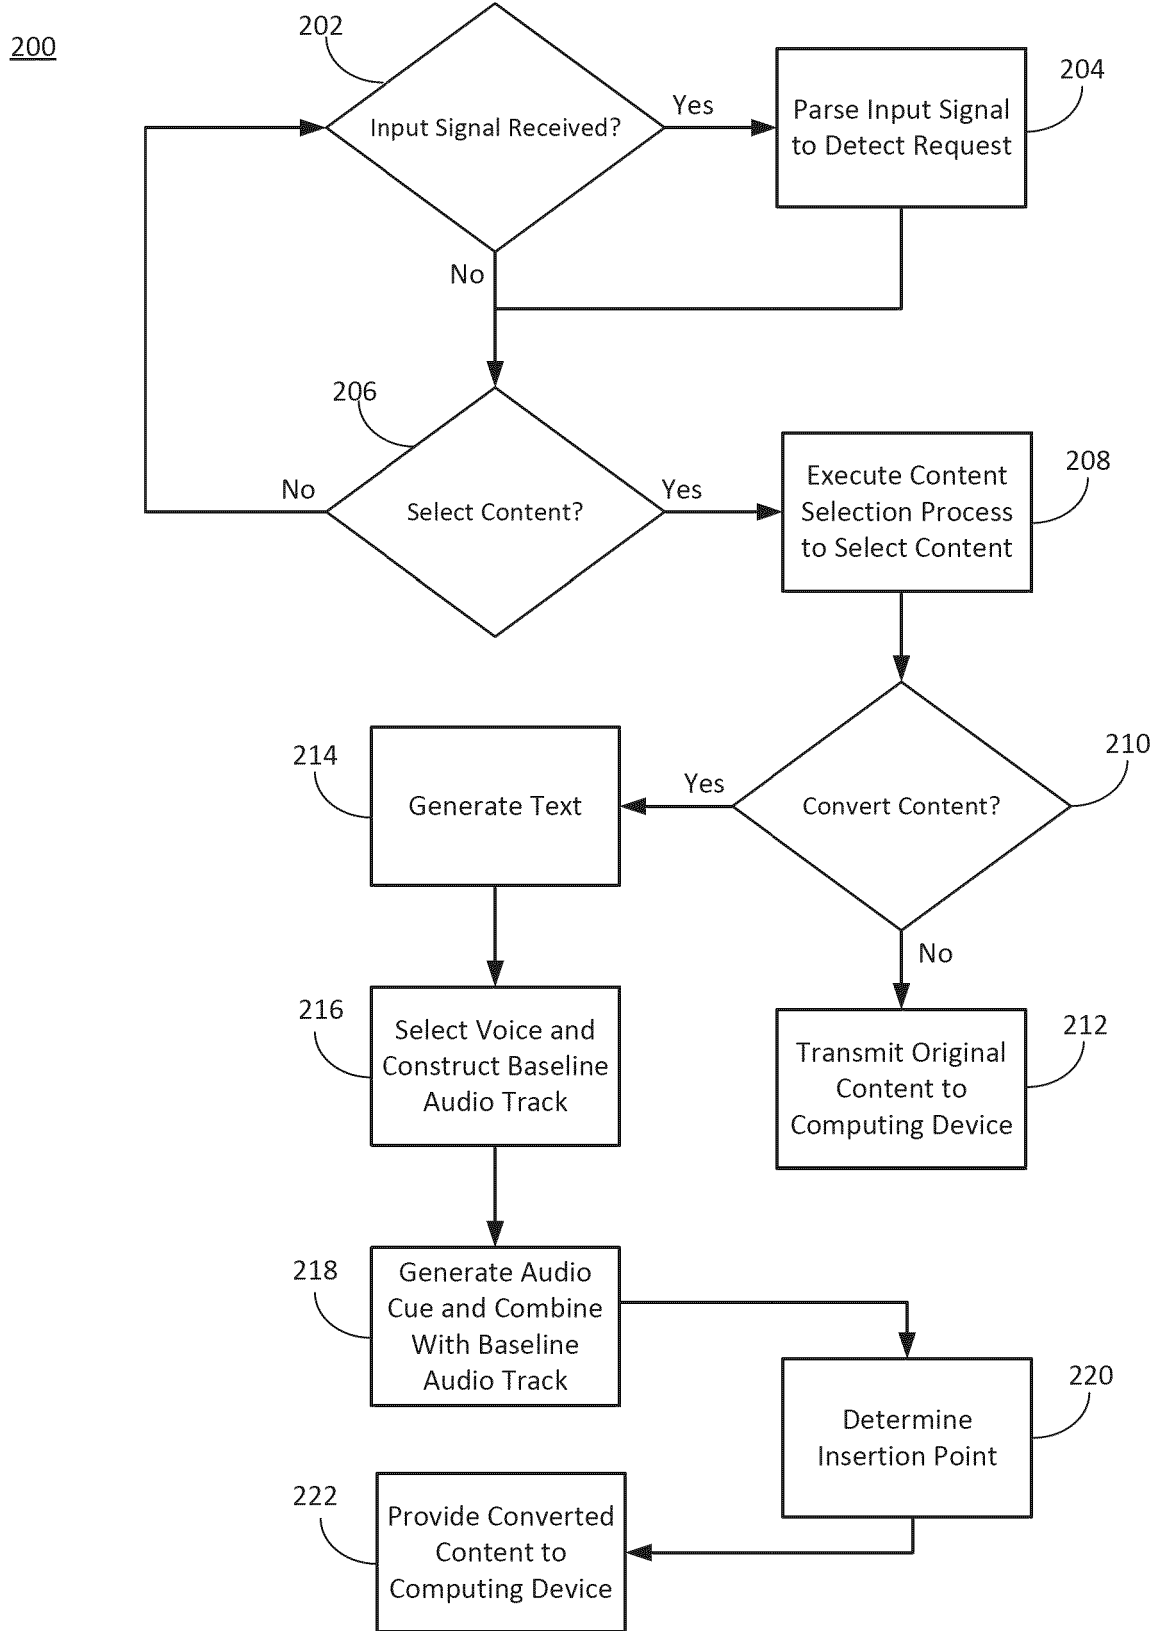 200
202
Input Signal Received?
Yes
204
Parse Input Signal
to Detect Request
No
206
No
Select Content?
Yes
208
Execute Content
Selection Process
to Select Content
210
Convert Content?
Yes
No
214
Generate Text
212
Transmit Original
Content to
Computing Device
216
Select Voice and
Construct Baseline
Audio Track
218
Generate Audio
Cue and Combine
With Baseline
Audio Track
220
Determine
Insertion Point
222
Provide Converted
Content to
Computing Device